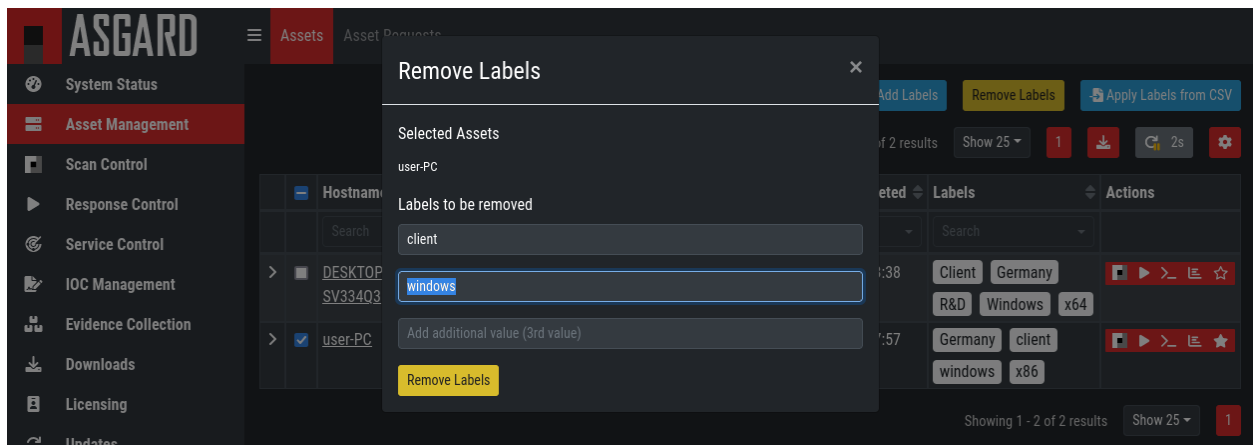 ASGARD
Assets
Asset Requests
System Status
Asset Management
Scan Control
Response Control
Service Control
IOC Management
Evidence Collection
Downloads
Licensing
Updates
Remove Labels
×
Selected Assets
user-PC
Labels to be removed
client
windows
Add additional value (3rd value)
Remove Labels
Add Labels
Remove Labels
Apply Labels from CSV
of 2 results
Show 25
1
2s
Hostname
eted
Labels
Actions
Search
Search
DESKTOP
SV334Q3
:38
Client Germany
R&D Windows x64
user-PC
:57
Germany client
windows x86
Showing 1 - 2 of 2 results
Show 25
1